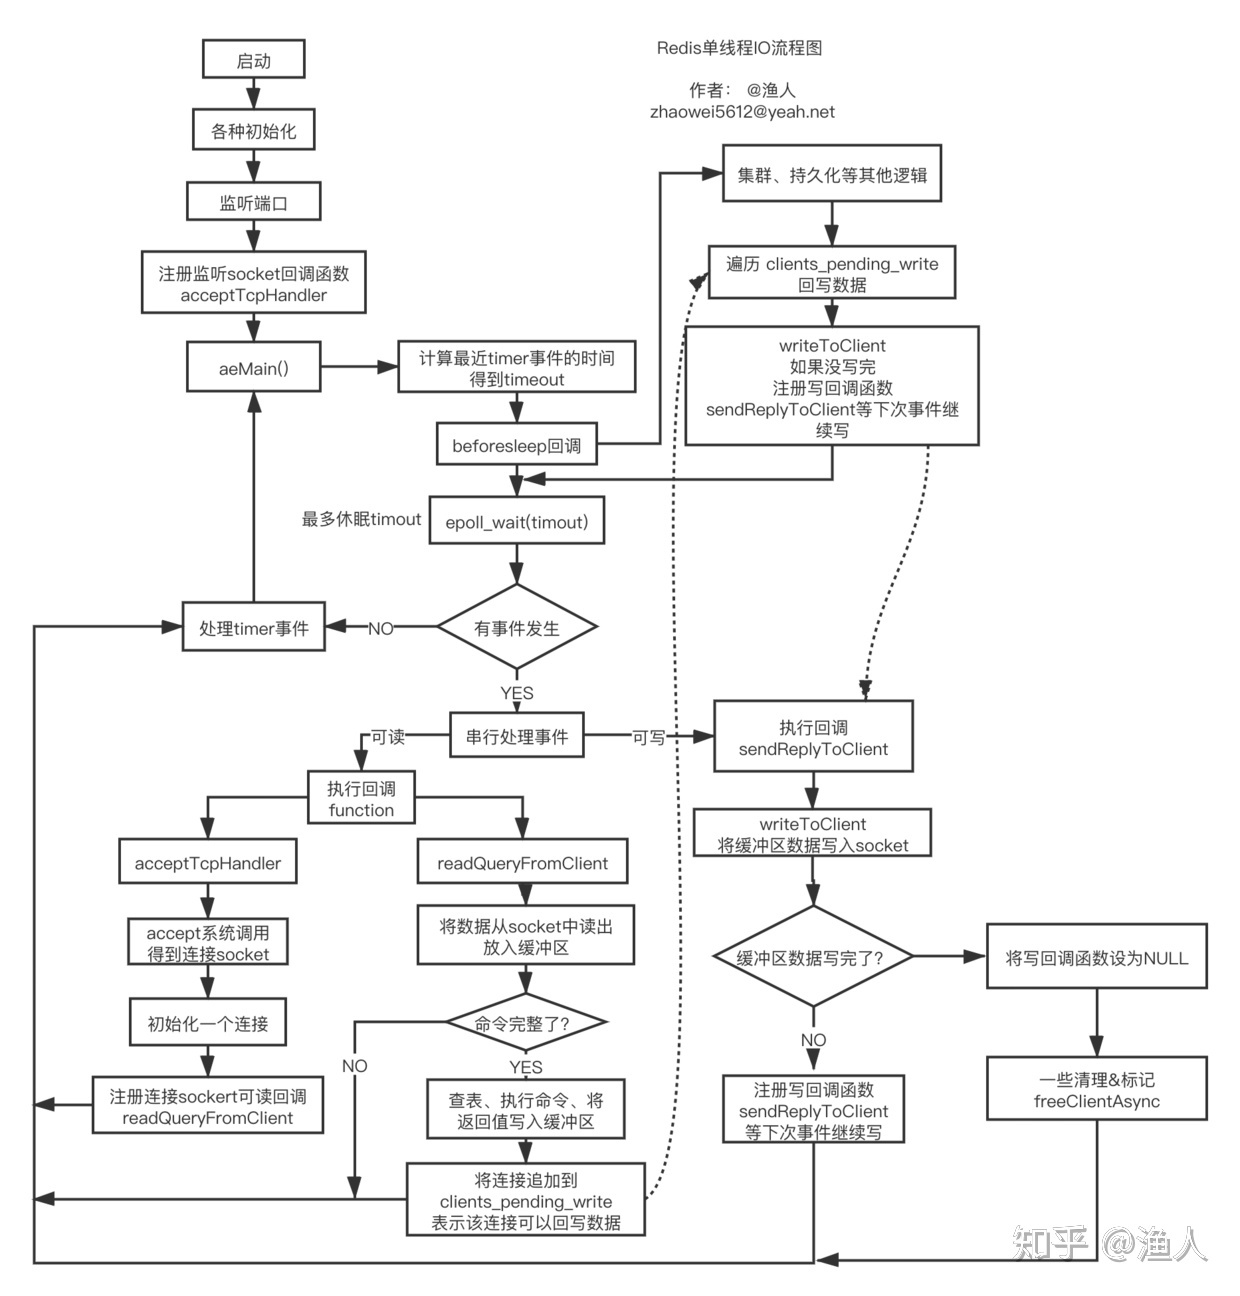 Redis单线程IO流程图
作者： @渔人
zhaowei5612@yeah.net
启动
各种初始化
监听端口
注册监听socket回调函数
acceptTcpHandler
aeMain()
计算最近timer事件的时间
得到timeout
beforesleep回调
集群、持久化等其他逻辑
遍历 clients_pending_write
回写数据
writeToClient
如果没写完
注册写回调函数
sendReplyToClient等下次事件继
续写
最多休眠timout
epoll_wait(timout)
有事件发生
NO
处理timer事件
YES
串行处理事件
可读
可写
执行回调
function
执行回调
sendReplyToClient
acceptTcpHandler
accept系统调用
得到连接socket
初始化一个连接
注册连接sockert可读回调
readQueryFromClient
readQueryFromClient
将数据从socket中读出
放入缓冲区
命令完整了?
NO
YES
查表、执行命令、将
返回值写入缓冲区
将连接追加到
clients_pending_write
表示该连接可以回写数据
writeToClient
将缓冲区数据写入socket
缓冲区数据写完了?
NO
注册写回调函数
sendReplyToClient
等下次事件继续写
将写回调函数设为NULL
一些清理&标记
freeClientAsync
知乎 @渔人